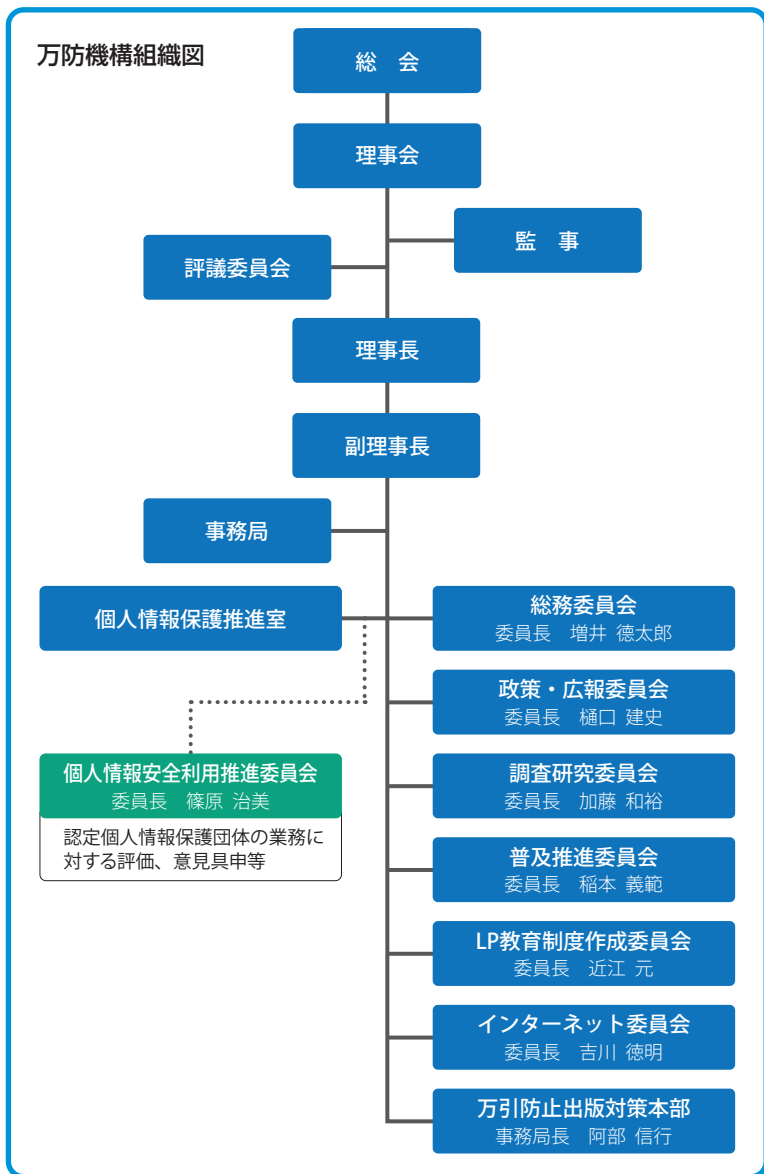 万防機構組織図
総　会
理事会
監　事
評議委員会
理事長
副理事長
事務局
個人情報保護推進室
総務委員会
委員長　増井 德太郎
政策・広報委員会
委員長　樋口 建史
個人情報安全利用推進委員会
委員長　篠原 治美
認定個人情報保護団体の業務に
対する評価、意見具申等
調査研究委員会
委員長　加藤 和裕
普及推進委員会
委員長　稲本 義範
LP教育制度作成委員会
委員長　近江 元
インターネット委員会
委員長　吉川 徳明
万引防止出版対策本部
事務局長　阿部 信行